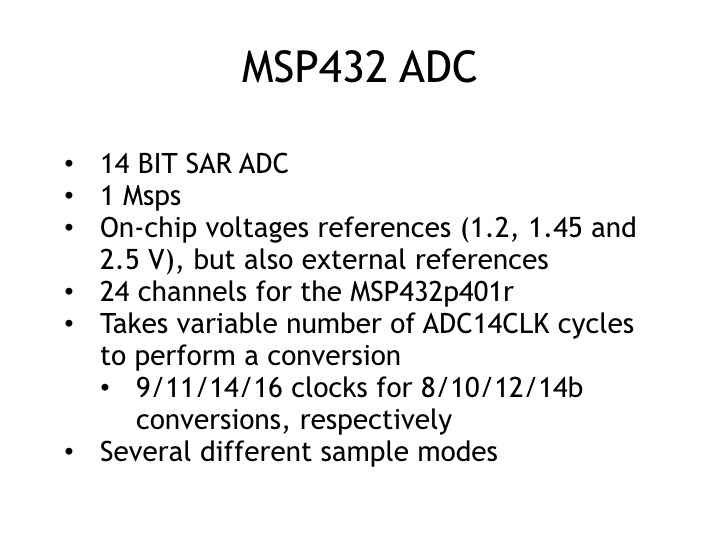 MSP432 ADC
• 14 BIT SAR ADC
• 1 Msps
• On-chip voltages references (1.2, 1.45 and
2.5 V), but also external references
• 24 channels for the MSP432p401r
• Takes variable number of ADC14CLK cycles
to perform a conversion
• 9/11/14/16 clocks for 8/10/12/14b
conversions, respectively
• Several different sample modes